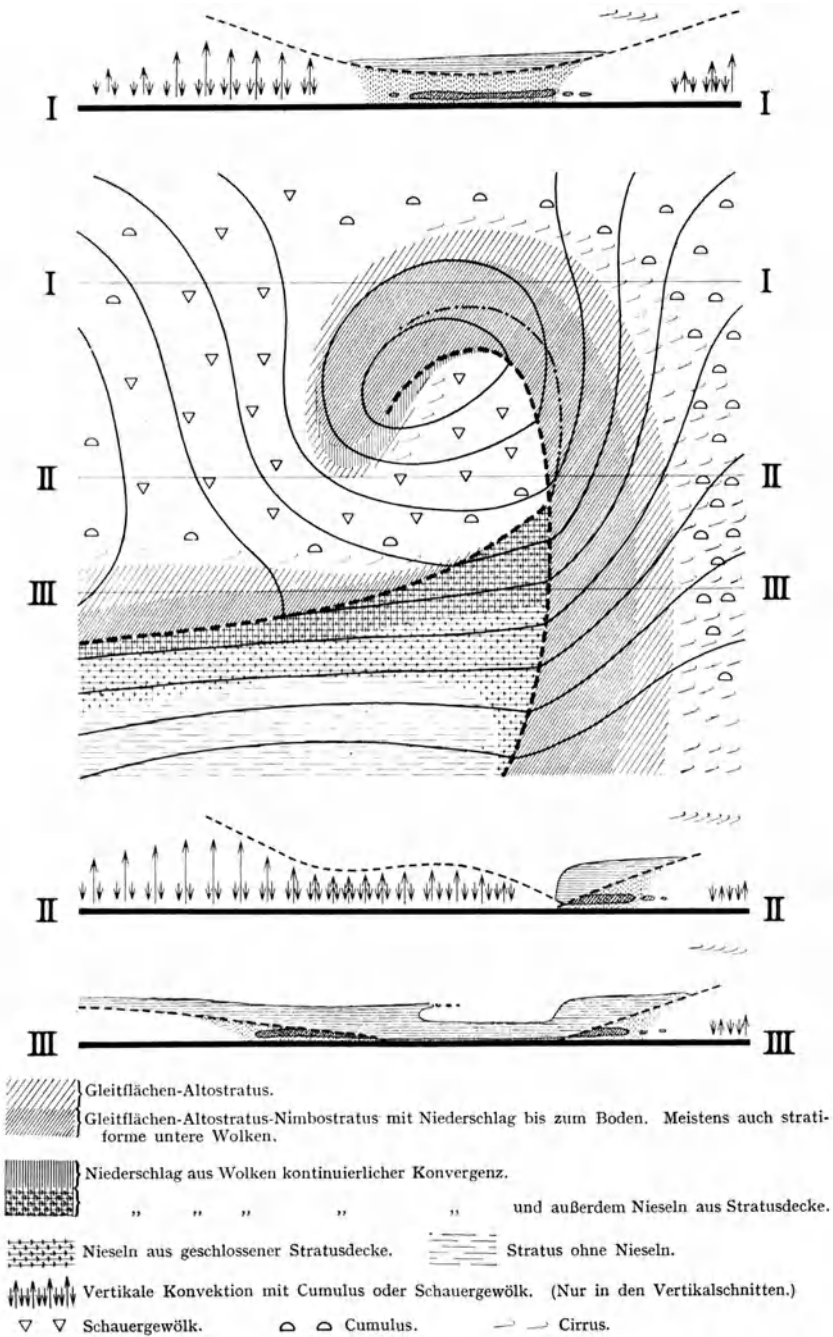 I I
I I
II II
III III
II II
III III
Gleitflächen-Altostratus.
Gleitflächen-Altostratus-Nimbostratus mit Niederschlag bis zum Boden. Meistens auch strati-
forme untere Wolken.
Niederschlag aus Wolken kontinuierlicher Konvergenz.
„ „ „ „ „ und außerdem Nieseln aus Stratusdecke.
Nieseln aus geschlossener Stratusdecke. Stratus ohne Nieseln.
Vertikale Konvektion mit Cumulus oder Schauergewölk. (Nur in den Vertikalschnitten.)
Schauergewölk. Cumulus. Cirrus.